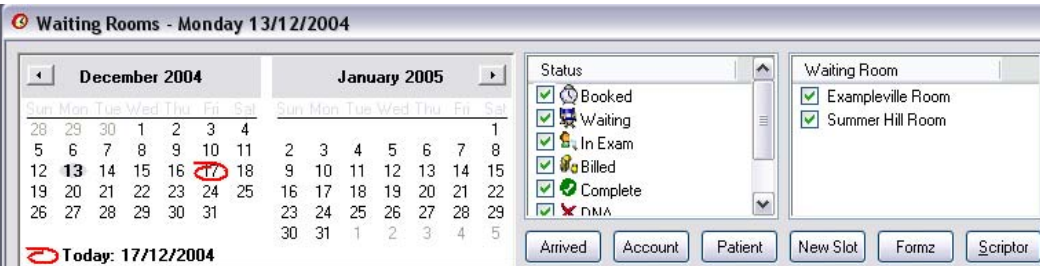 Waiting Rooms - Monday 13/12/2004
December 2004
January 2005
Sun Mon Tue Wed Thu Fri Sat
28 29 30 1 2 3 4
5 6 7 8 9 10 11
12 13 14 15 16 17 18
19 20 21 22 23 24 25
26 27 28 29 30 31
Sun Mon Tue Wed Thu Fri Sat
1
2 3 4 5 6 7 8
9 10 11 12 13 14 15
16 17 18 19 20 21 22
23 24 25 26 27 28 29
30 31 1 2 3 4 5
Today: 17/12/2004
Status
Booked
Waiting
In Exam
Billed
Complete
DNA
Waiting Room
Exampleville Room
Summer Hill Room
Arrived
Account
Patient
New Slot
Formz
Scriptor